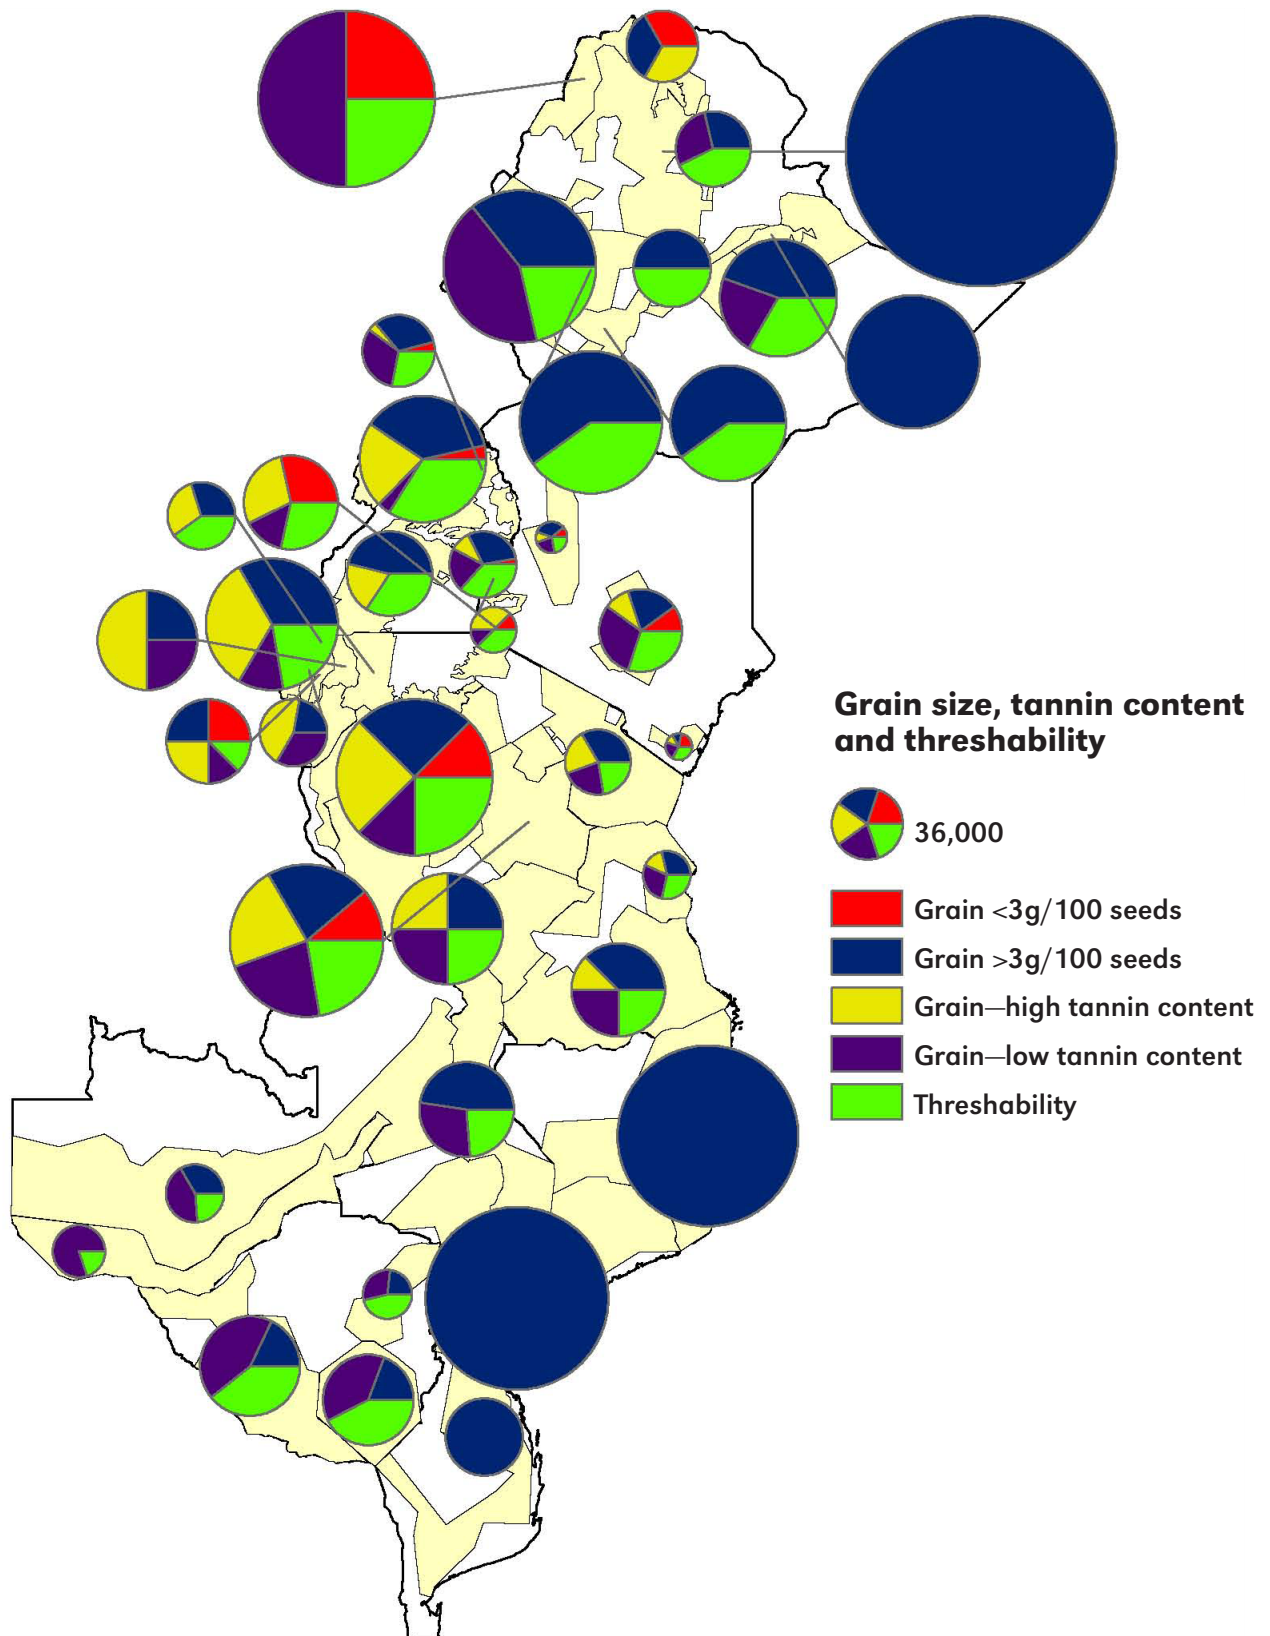 Grain size, tannin content
and threshability
36,000
Grain <3g/100 seeds
Grain >3g/100 seeds
Grain—high tannin content
Grain—low tannin content
Threshability